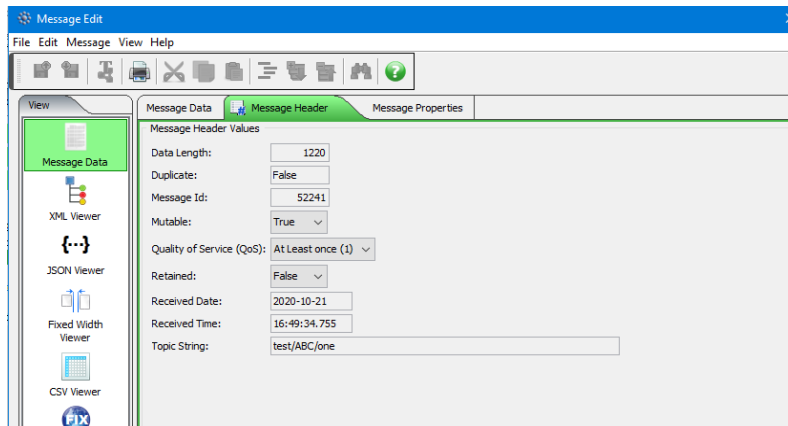 Message Edit
File Edit Message View Help
View
Message Data
Message Header
Message Properties
Message Header Values
Data Length: 1220
Duplicate: False
Message Id: 52241
Mutable: True
Quality of Service (QoS): At Least once (1)
Retained: False
Received Date: 2020-10-21
Received Time: 16:49:34.755
Topic String: test/ABC/one
Message Data
XML Viewer
{···}
JSON Viewer
Fixed Width
Viewer
CSV Viewer
FIX